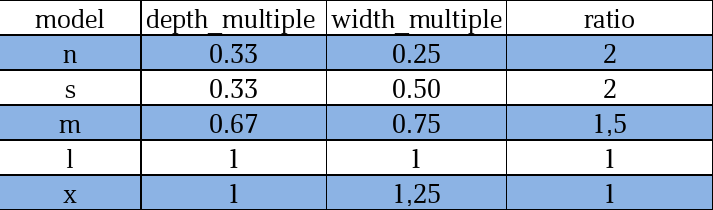 model depth_multiple width_multiple ratio
n 0.33 0.25 2
s 0.33 0.50 2
m 0.67 0.75 1,5
l 1 1 1
x 1 1,25 1